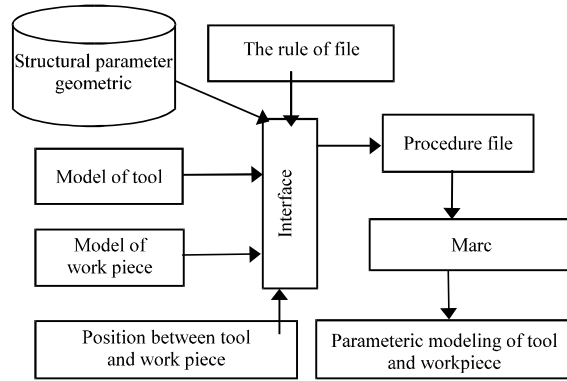 Structural parameter
geometric
The rule of file
Model of tool
Model of
work piece
Position between tool
and work piece
Interface
Procedure file
Marc
Parameteric modeling of tool
and workpiece